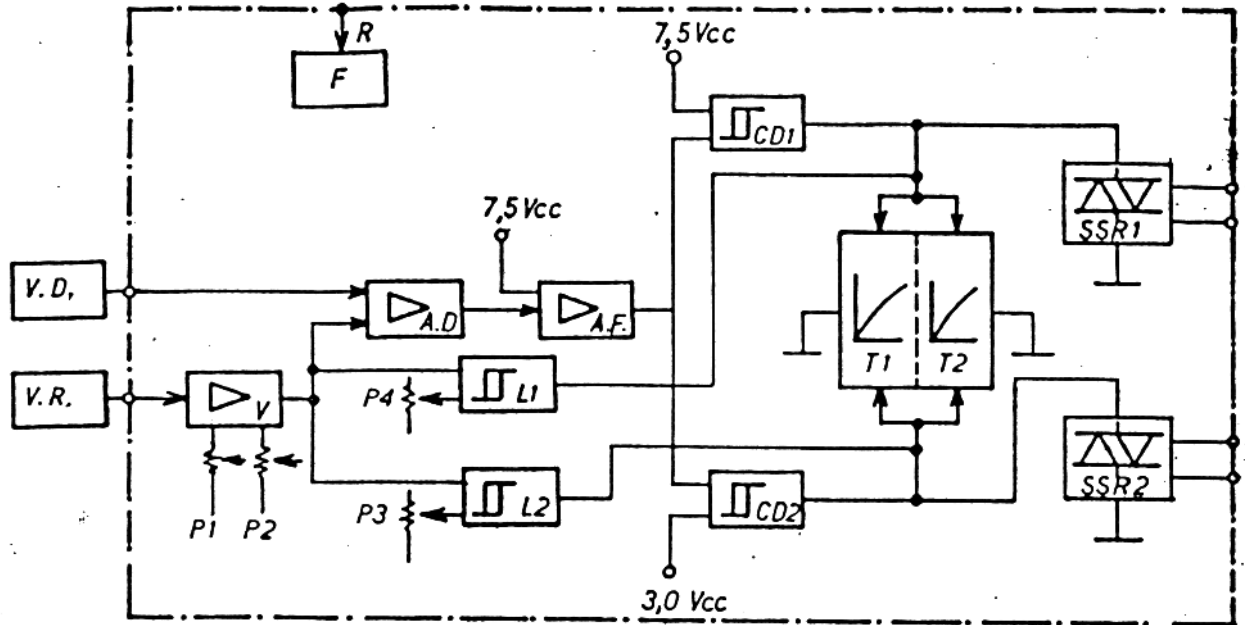 R
F
7,5 Vcc
CD1
SSR1
7,5 Vcc
V.D.
A.D
A.F.
T1
T2
V.R.
V
P4
L1
P1
P2
P3
L2
CD2
SSR2
3,0 Vcc